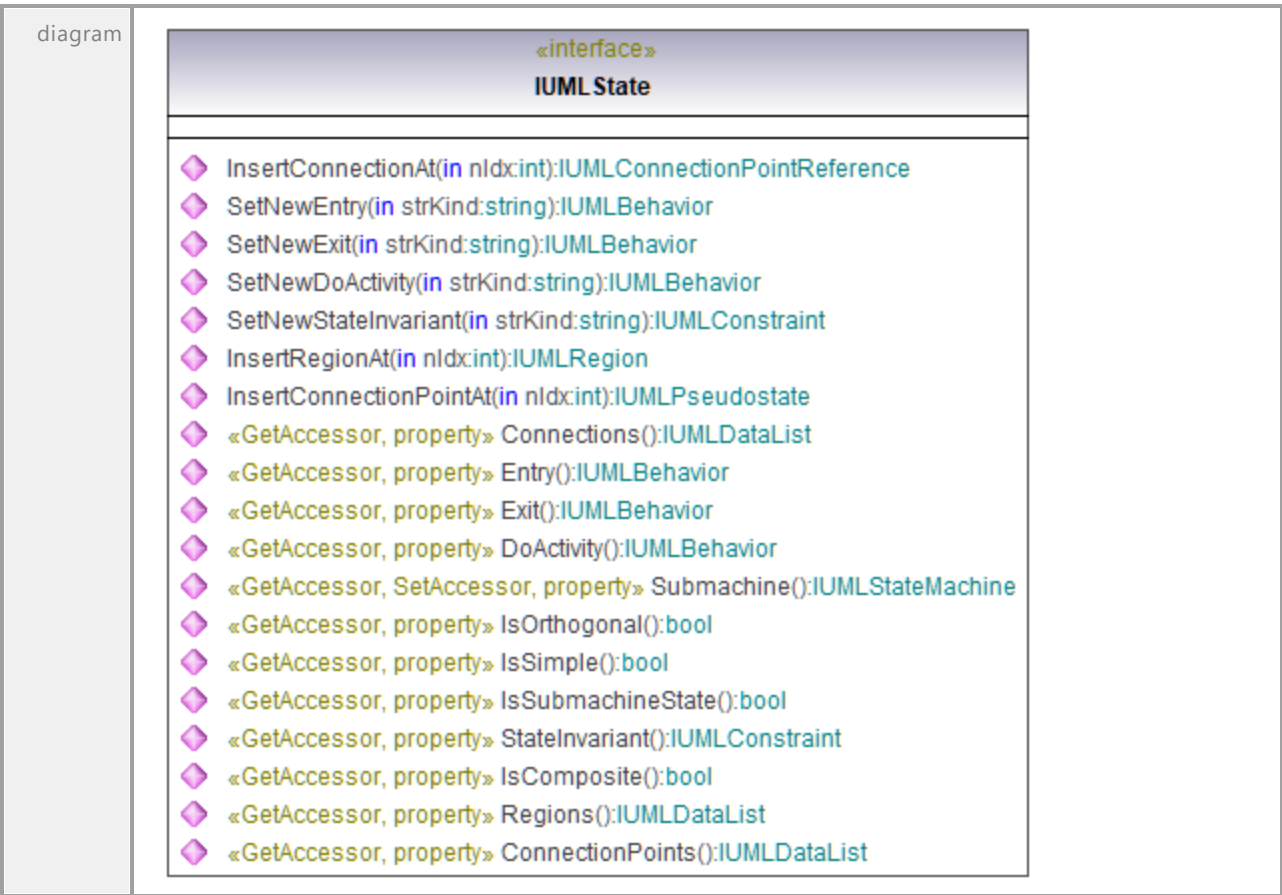 diagram
«interface»
IUMLState
InsertConnectionAt(in nIdx:int):IUMLConnectionPointReference
SetNewEntry(in strKind:string):IUMLBehavior
SetNewExit(in strKind:string):IUMLBehavior
SetNewDoActivity(in strKind:string):IUMLBehavior
SetNewStateInvariant(in strKind:string):IUMLConstraint
InsertRegionAt(in nIdx:int):IUMLRegion
InsertConnectionPointAt(in nIdx:int):IUMLPseudostate
«GetAccessor, property» Connections():IUMLDataList
«GetAccessor, property» Entry():IUMLBehavior
«GetAccessor, property» Exit():IUMLBehavior
«GetAccessor, property» DoActivity():IUMLBehavior
«GetAccessor, SetAccessor, property» Submachine():IUMLStateMachine
«GetAccessor, property» IsOrthogonal():bool
«GetAccessor, property» IsSimple():bool
«GetAccessor, property» IsSubmachineState():bool
«GetAccessor, property» StateInvariant():IUMLConstraint
«GetAccessor, property» IsComposite():bool
«GetAccessor, property» Regions():IUMLDataList
«GetAccessor, property» ConnectionPoints():IUMLDataList